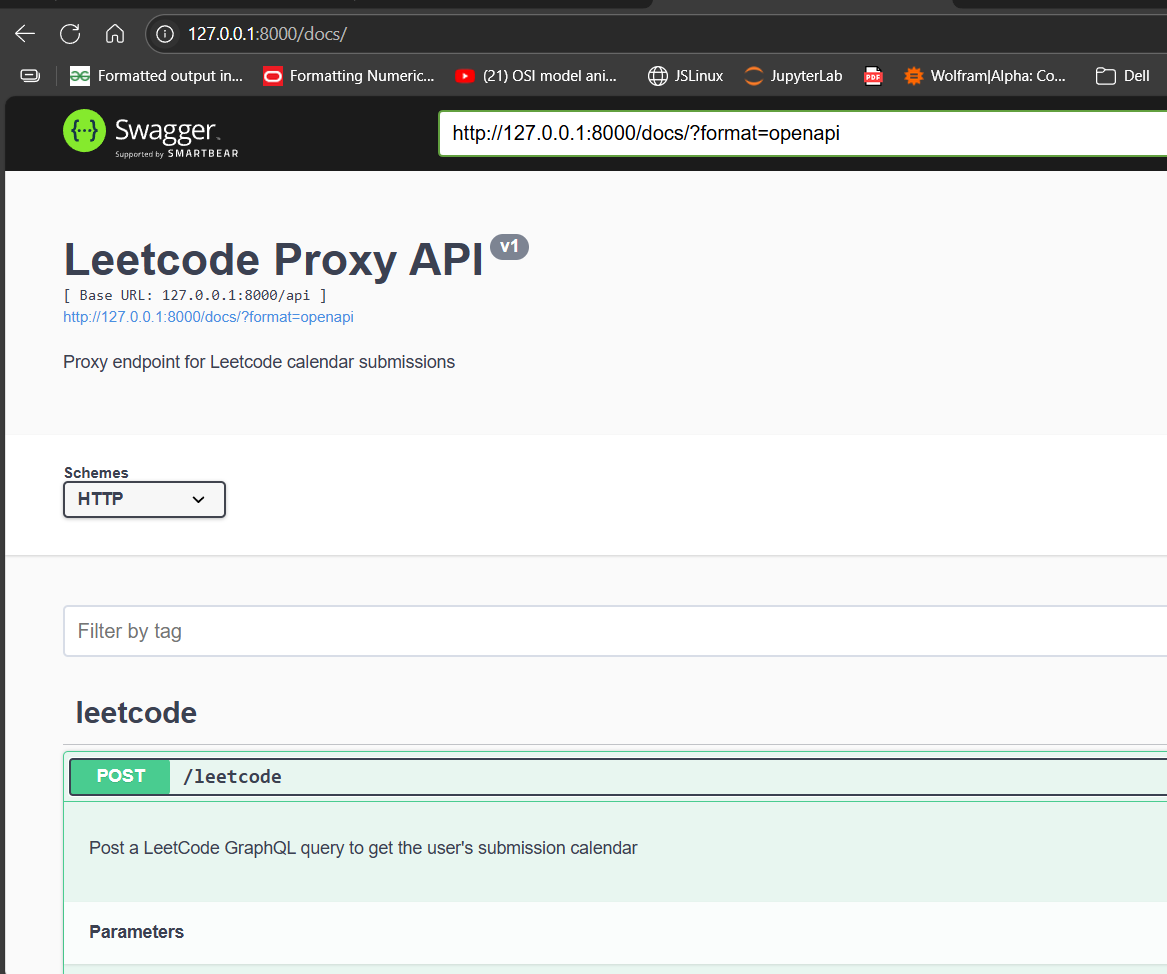 127.0.0.1:8000/docs/
Formatted output in... Formatting Numeric... (21) OSI model ani... JSLinux JupyterLab PDF Wolfram|Alpha: Co... Dell
{...} Swagger™
Supported by SMARTBEAR
http://127.0.0.1:8000/docs/?format=openapi
Leetcode Proxy API v1
[ Base URL: 127.0.0.1:8000/api ]
http://127.0.0.1:8000/docs/?format=openapi
Proxy endpoint for Leetcode calendar submissions
Schemes
HTTP
Filter by tag
leetcode
POST /leetcode
Post a LeetCode GraphQL query to get the user's submission calendar
Parameters